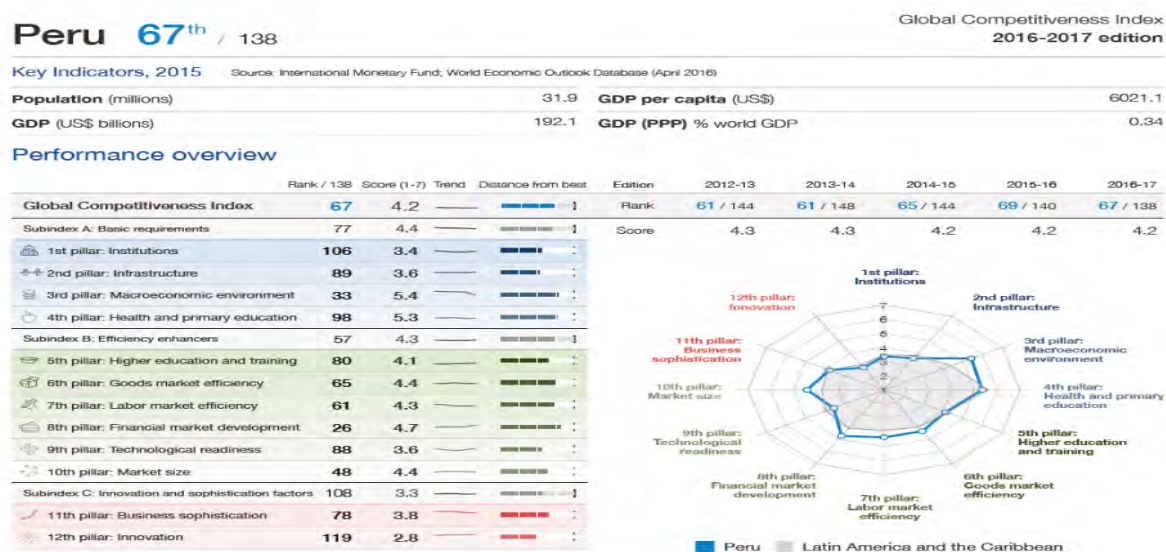 Peru 67th / 138
Global Competitiveness Index
2016-2017 edition
Key Indicators, 2015 Source: International Monetary Fund; World Economic Outlook Database (April 2016)
Population (millions) 31.9 GDP per capita (US$) 6021.1
GDP (US$ billions) 192.1 GDP (PPP) % world GDP 0.34
Performance overview
Rank / 138 Score (1-7) Trend Distance from best Edition 2012-13 2013-14 2014-15 2015-16 2016-17
Global Competitiveness Index 67 4.2 Rank 61 / 144 61 / 148 65 / 144 69 / 140 67 / 138
Subindex A: Basic requirements 77 4.4 Score 4.3 4.3 4.2 4.2 4.2
1st pillar: Institutions 106 3.4
2nd pillar: Infrastructure 89 3.6
3rd pillar: Macroeconomic environment 33 5.4
4th pillar: Health and primary education 98 5.3
Subindex B: Efficiency enhancers 57 4.3
5th pillar: Higher education and training 80 4.1
6th pillar: Goods market efficiency 65 4.4
7th pillar: Labor market efficiency 61 4.3
8th pillar: Financial market development 26 4.7
9th pillar: Technological readiness 88 3.6
10th pillar: Market size 48 4.4
Subindex C: Innovation and sophistication factors 108 3.3
11th pillar: Business sophistication 78 3.8
12th pillar: Innovation 119 2.8
1st pillar:
Institutions
2nd pillar:
Infrastructure
3rd pillar:
Macroeconomic
environment
4th pillar:
Health and primary
education
5th pillar:
Higher education
and training
6th pillar:
Goods market
efficiency
7th pillar:
Labor market
efficiency
8th pillar:
Financial market
development
9th pillar:
Technological
readiness
10th pillar:
Market size
11th pillar:
Business
sophistication
12th pillar:
Innovation
7
6
5
4
Peru Latin America and the Caribbean